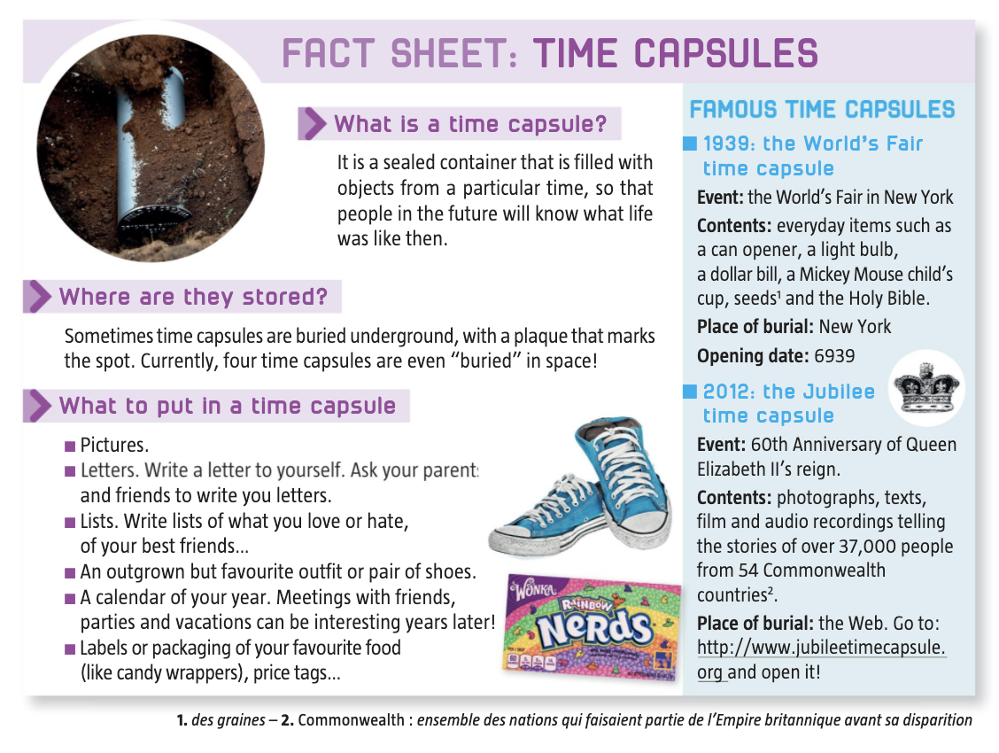 FACT SHEET: TIME CAPSULES
What is a time capsule?
It is a sealed container that is filled with
objects from a particular time, so that
people in the future will know what life
was like then.
Where are they stored?
Sometimes time capsules are buried underground, with a plaque that marks
the spot. Currently, four time capsules are even “buried” in space!
What to put in a time capsule
■ Pictures.
■ Letters. Write a letter to yourself. Ask your parents
and friends to write you letters.
■ Lists. Write lists of what you love or hate,
of your best friends...
■ An outgrown but favourite outfit or pair of shoes.
■ A calendar of your year. Meetings with friends,
parties and vacations can be interesting years later!
■ Labels or packaging of your favourite food
(like candy wrappers), price tags...
WONKA
RAINBOW
NERDS
FAMOUS TIME CAPSULES
■ 1939: the World’s Fair
time capsule
Event: the World’s Fair in New York
Contents: everyday items such as
a can opener, a light bulb,
a dollar bill, a Mickey Mouse child’s
cup, seeds¹ and the Holy Bible.
Place of burial: New York
Opening date: 6939
■ 2012: the Jubilee
time capsule
Event: 60th Anniversary of Queen
Elizabeth II’s reign.
Contents: photographs, texts,
film and audio recordings telling
the stories of over 37,000 people
from 54 Commonwealth
countries².
Place of burial: the Web. Go to:
http://www.jubileetimecapsule.
org and open it!
1. des graines – 2. Commonwealth : ensemble des nations qui faisaient partie de l’Empire britannique avant sa disparition